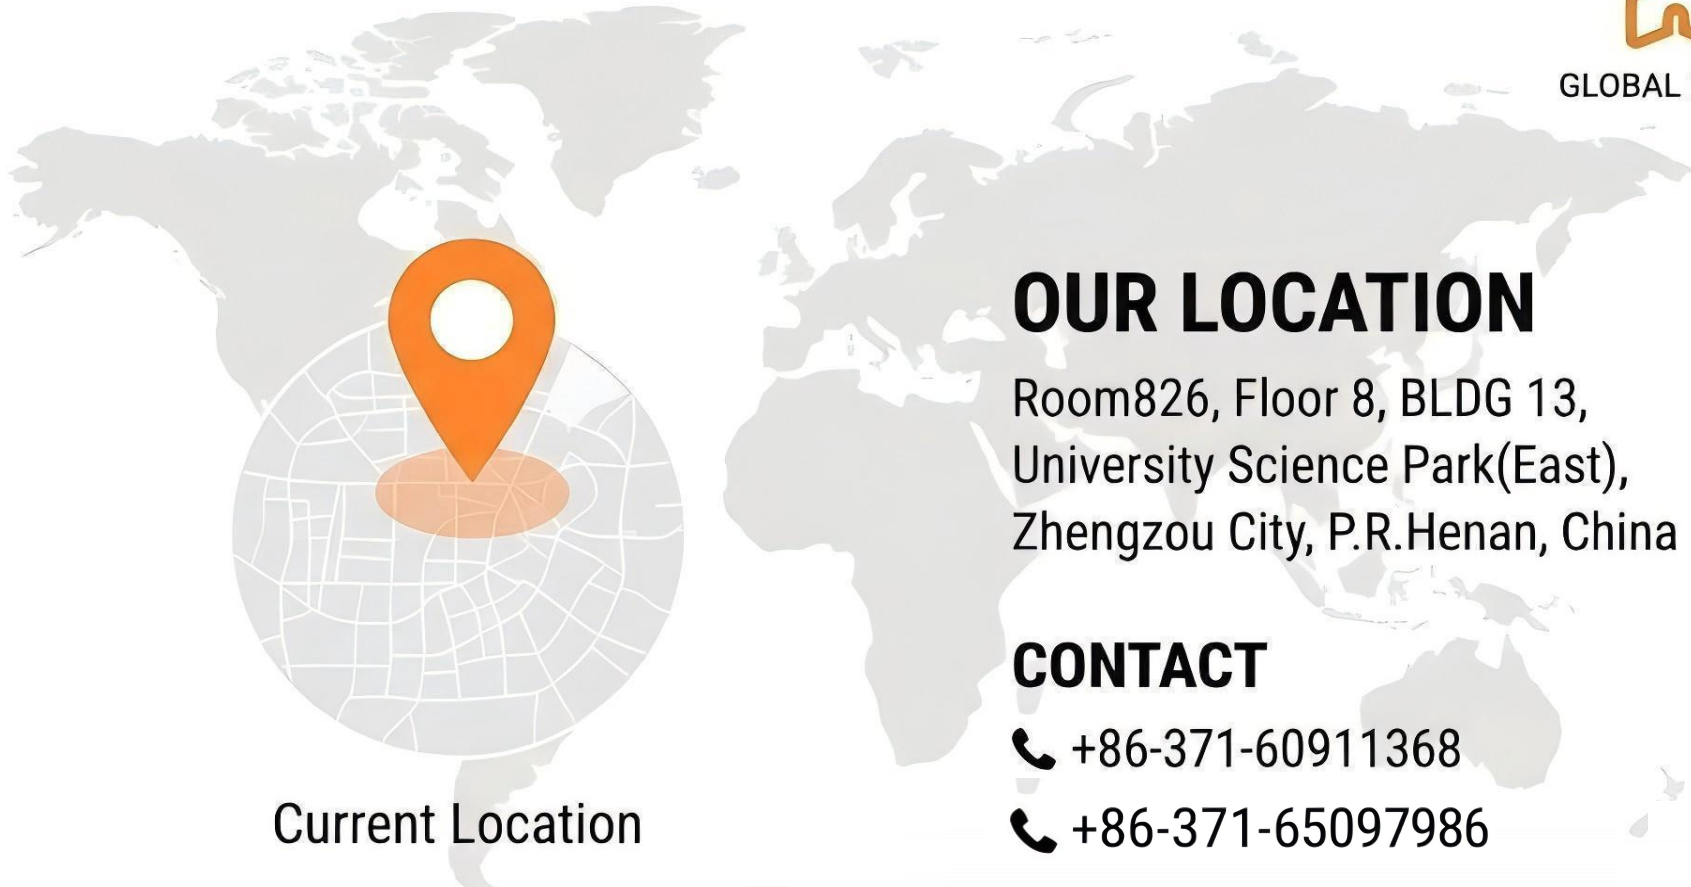 GLOBAL
OUR LOCATION
Room826, Floor 8, BLDG 13,
University Science Park(East),
Zhengzou City, P.R.Henan, China
CONTACT
+86-371-60911368
+86-371-65097986
Current Location